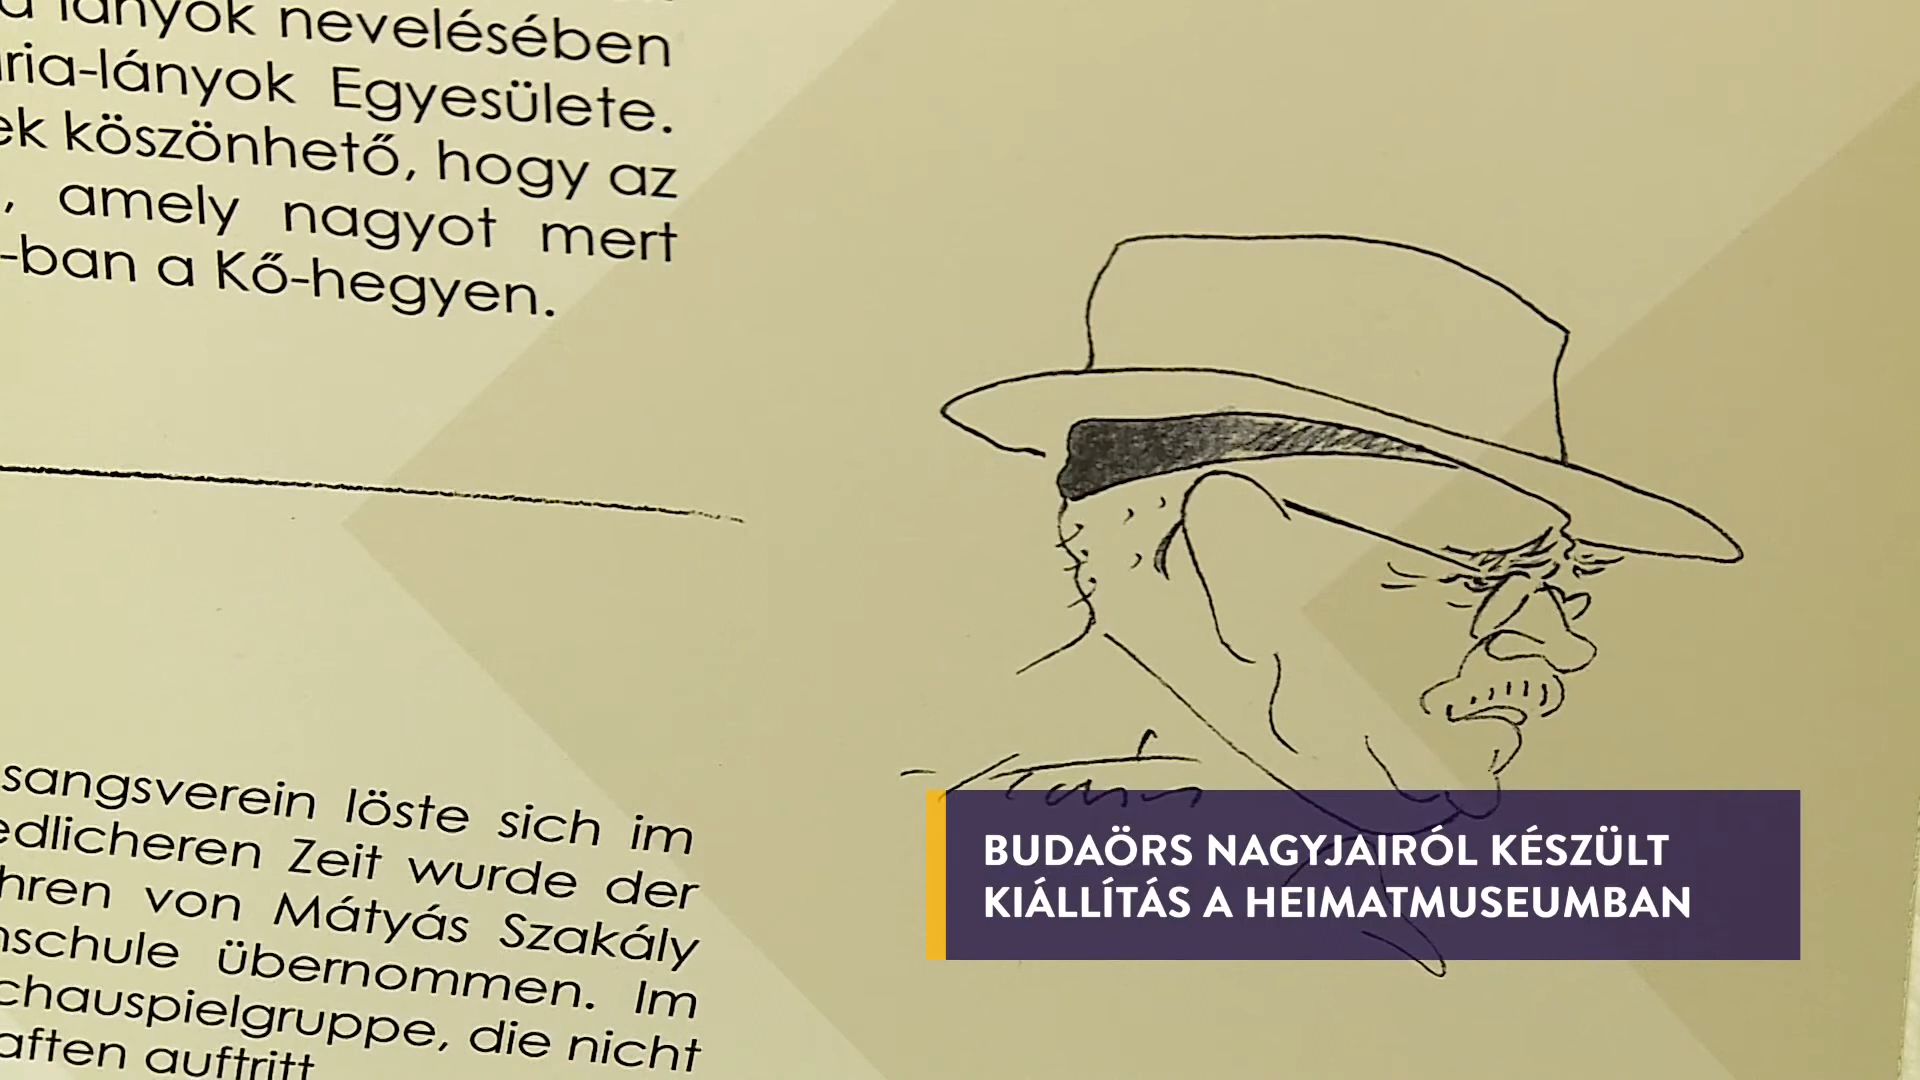 lányok nevelésében
ria-lányok Egyesülete.
ek köszönhető, hogy az
, amely nagyot mert
-ban a Kő-hegyen.
sangsverein löste sich im
edlicheren Zeit wurde der
hren von Mátyás Szakály
nschule übernommen. Im
chauspielgruppe, die nicht
aften auftritt
BUDAÖRS NAGYJAIRÓL KÉSZÜLT
KIÁLLÍTÁS A HEIMATMUSEUMBAN